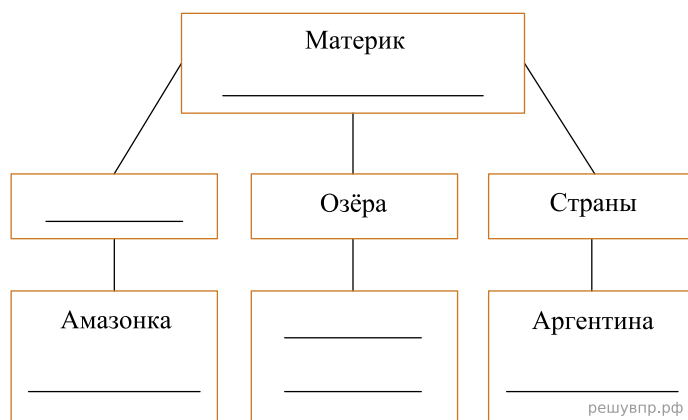 Материк
Озёра
Страны
Амазонка
Аргентина
решувпр.рф